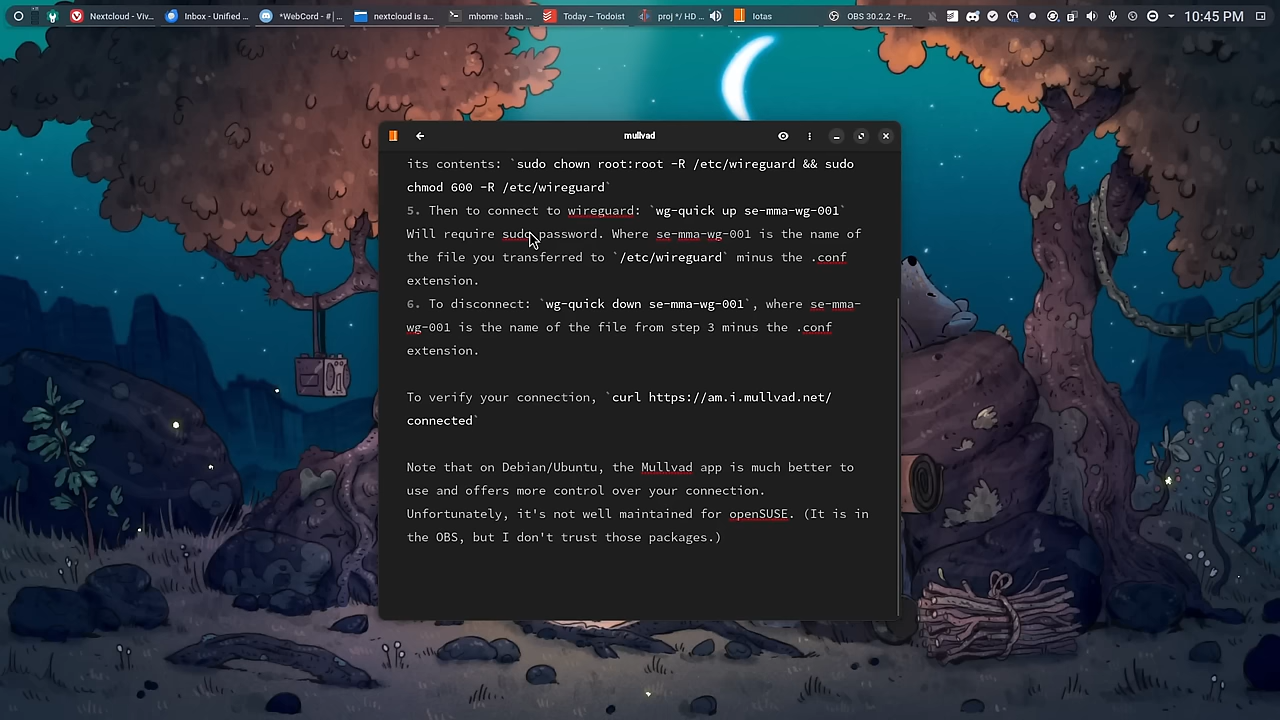 Nextcloud - Viv...
Inbox - Unified ...
*WebCord - # | ...
nextcloud is a...
mhome : bash ...
Today – Todoist
proj */ HD ...
Iotas
OBS 30.2.2 - Pr...
10:45 PM
mullvad
its contents: `sudo chown root:root -R /etc/wireguard && sudo
chmod 600 -R /etc/wireguard`
5. Then to connect to wireguard: `wg-quick up se-mma-wg-001`
Will require sudo password. Where se-mma-wg-001 is the name of
the file you transferred to `/etc/wireguard` minus the .conf
extension.
6. To disconnect: `wg-quick down se-mma-wg-001`, where se-mma-
wg-001 is the name of the file from step 3 minus the .conf
extension.
To verify your connection, `curl https://am.i.mullvad.net/
connected`
Note that on Debian/Ubuntu, the Mullvad app is much better to
use and offers more control over your connection.
Unfortunately, it's not well maintained for openSUSE. (It is in
the OBS, but I don't trust those packages.)